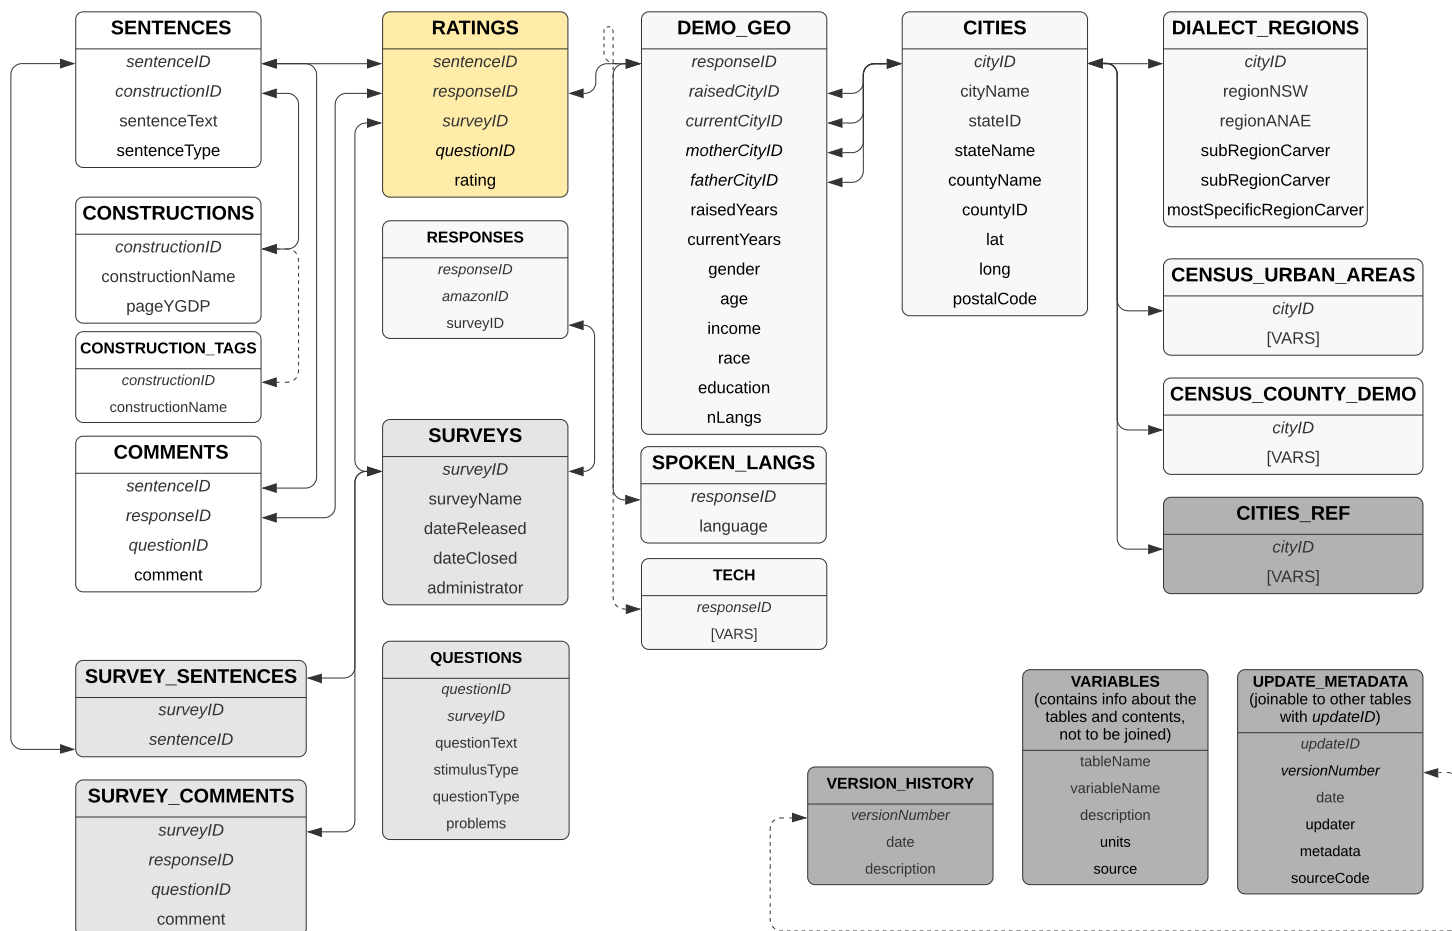 SENTENCES
sentenceID
constructionID
sentenceText
sentenceType
CONSTRUCTIONS
constructionID
constructionName
pageYGDP
CONSTRUCTION_TAGS
constructionID
constructionName
COMMENTS
sentenceID
responseID
questionID
comment
SURVEY_SENTENCES
surveyID
sentenceID
SURVEY_COMMENTS
surveyID
responseID
questionID
comment
RATINGS
sentenceID
responseID
surveyID
questionID
rating
RESPONSES
responseID
amazonID
surveyID
SURVEYS
surveyID
surveyName
dateReleased
dateClosed
administrator
QUESTIONS
questionID
surveyID
questionText
stimulusType
questionType
problems
DEMO_GEO
responseID
raisedCityID
currentCityID
motherCityID
fatherCityID
raisedYears
currentYears
gender
age
income
race
education
nLangs
SPOKEN_LANGS
responseID
language
TECH
responseID
[VARS]
CITIES
cityID
cityName
stateID
stateName
countyName
countyID
lat
long
postalCode
DIALECT_REGIONS
cityID
regionNSW
regionANAE
subRegionCarver
subRegionCarver
mostSpecificRegionCarver
CENSUS_URBAN_AREAS
cityID
[VARS]
CENSUS_COUNTY_DEMO
cityID
[VARS]
CITIES_REF
cityID
[VARS]
VERSION_HISTORY
versionNumber
date
description
VARIABLES
(contains info about the
tables and contents,
not to be joined)
tableName
variableName
description
units
source
UPDATE_METADATA
(joinable to other tables
with updateID)
updateID
versionNumber
date
updater
metadata
sourceCode